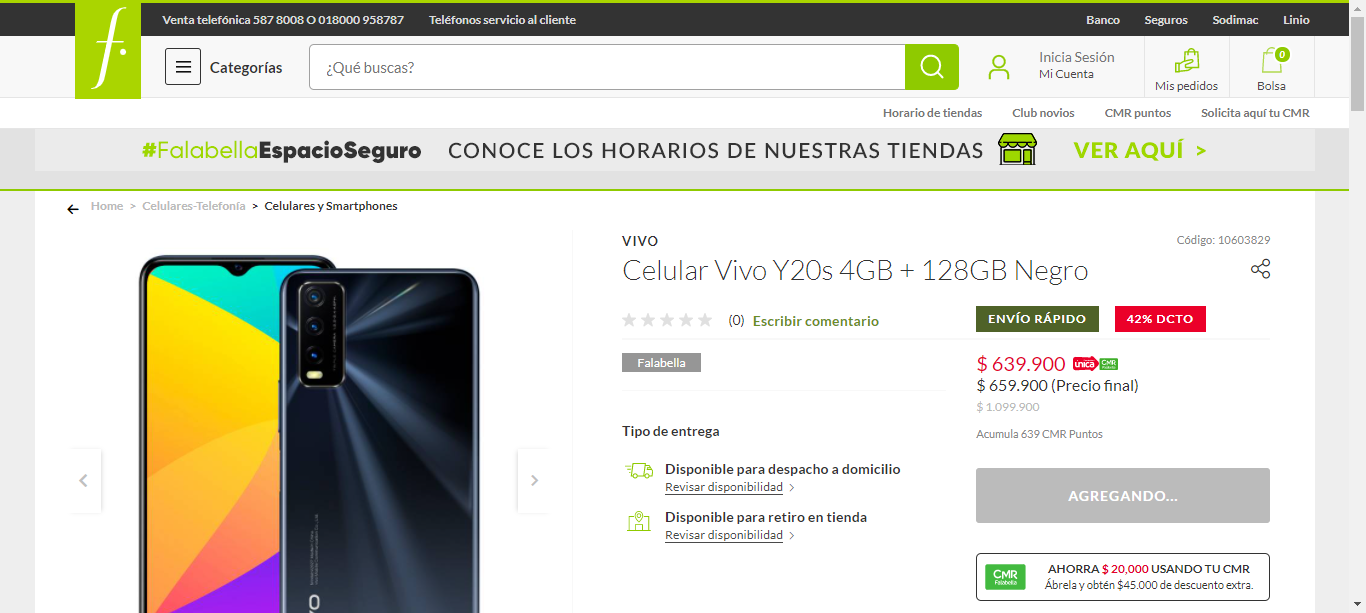 Venta telefónica 587 8008 O 018000 958787 Teléfonos servicio al cliente Banco Seguros Sodimac Linio
f.
Categorías ¿Qué buscas? Inicia Sesión Mi Cuenta Mis pedidos 0 Bolsa
Horario de tiendas Club novios CMR puntos Solicita aquí tu CMR
#FalabellaEspacioSeguro CONOCE LOS HORARIOS DE NUESTRAS TIENDAS VER AQUÍ >
Home > Celulares-Telefonía > Celulares y Smartphones
VIVO Código: 10603829
Celular Vivo Y20s 4GB + 128GB Negro
(0) Escribir comentario ENVÍO RÁPIDO 42% DCTO
Falabella
$ 639.900 única CMR
$ 659.900 (Precio final)
$ 1.099.900
Acumula 639 CMR Puntos
Tipo de entrega
Disponible para despacho a domicilio
Revisar disponibilidad >
Disponible para retiro en tienda
Revisar disponibilidad >
AGREGANDO...
CMR Falabella
AHORRA $ 20,000 USANDO TU CMR
Ábrela y obtén $45.000 de descuento extra.